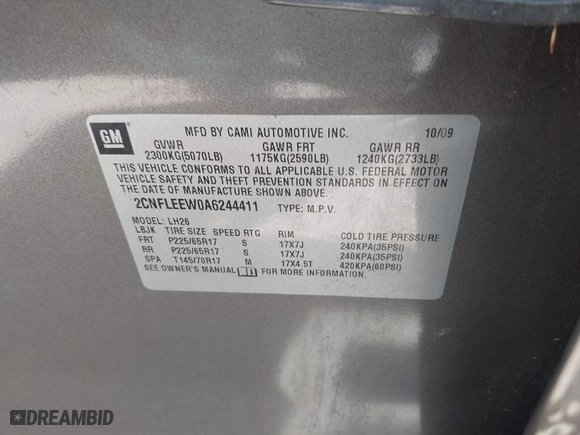 GM
MFD BY CAMI AUTOMOTIVE INC. 10/09
GVWR GAWR FRT GAWR RR
2300KG(5070LB) 1175KG(2590LB) 1240KG(2733LB)
THIS VEHICLE CONFORMS TO ALL APPLICABLE U.S. FEDERAL MOTOR
VEHICLE SAFETY AND THEFT PREVENTION STANDARDS IN EFFECT ON
THE DATE OF MANUFACTURE SHOWN ABOVE.
2CNFLEEW0A6244411 TYPE: M.P.V.
MODEL: LH26
LBJK TIRE SIZE SPEED RTG RIM COLD TIRE PRESSURE
FRT P225/65R17 S 17X7J 240KPA(35PSI)
RR P225/65R17 S 17X7J 240KPA(35PSI)
SPA T145/70R17 M 17X4.5T 420KPA(60PSI)
SEE OWNER'S MANUAL FOR MORE INFORMATION.
DREAMBID